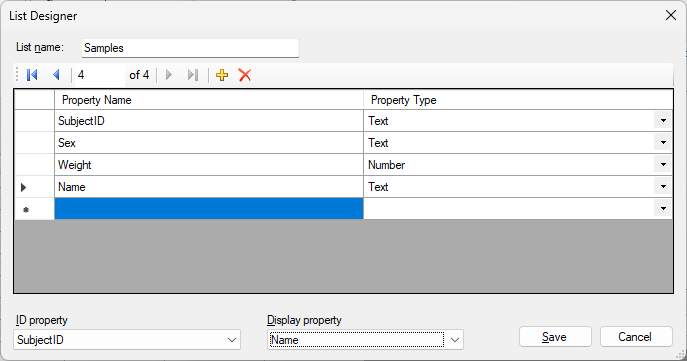 List Designer
List name: Samples
4 of 4
Property Name Property Type
SubjectID Text
Sex Text
Weight Number
Name Text
ID property Display property
SubjectID Name Save Cancel